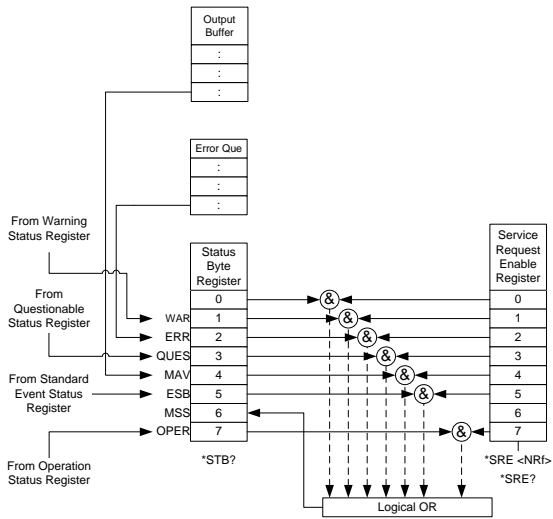 Output
Buffer
:
:
:
Error Que
:
:
:
From Warning
Status Register
From
Questionable
Status Register
From Standard
Event Status
Register
From Operation
Status Register
WAR
ERR
QUES
MAV
ESB
MSS
OPER
Status
Byte
Register
0
1
2
3
4
5
6
7
*STB?
&
&
&
&
&
&
&
Service
Request
Enable
Register
0
1
2
3
4
5
6
7
*SRE <NRf>
*SRE?
Logical OR